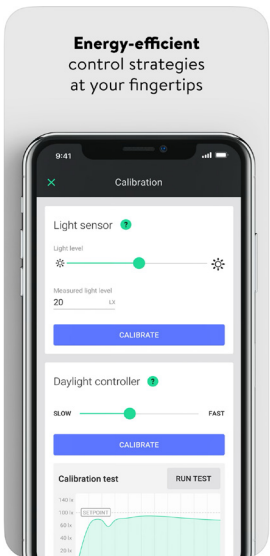 Energy-efficient
control strategies
at your fingertips
9:41
Calibration
Light sensor ?
Light level
Measured light level
20 LX
CALIBRATE
Daylight controller ?
SLOW FAST
CALIBRATE
Calibration test RUN TEST
140 lx
100 lx SETPOINT
60 lx
40 lx
20 lx